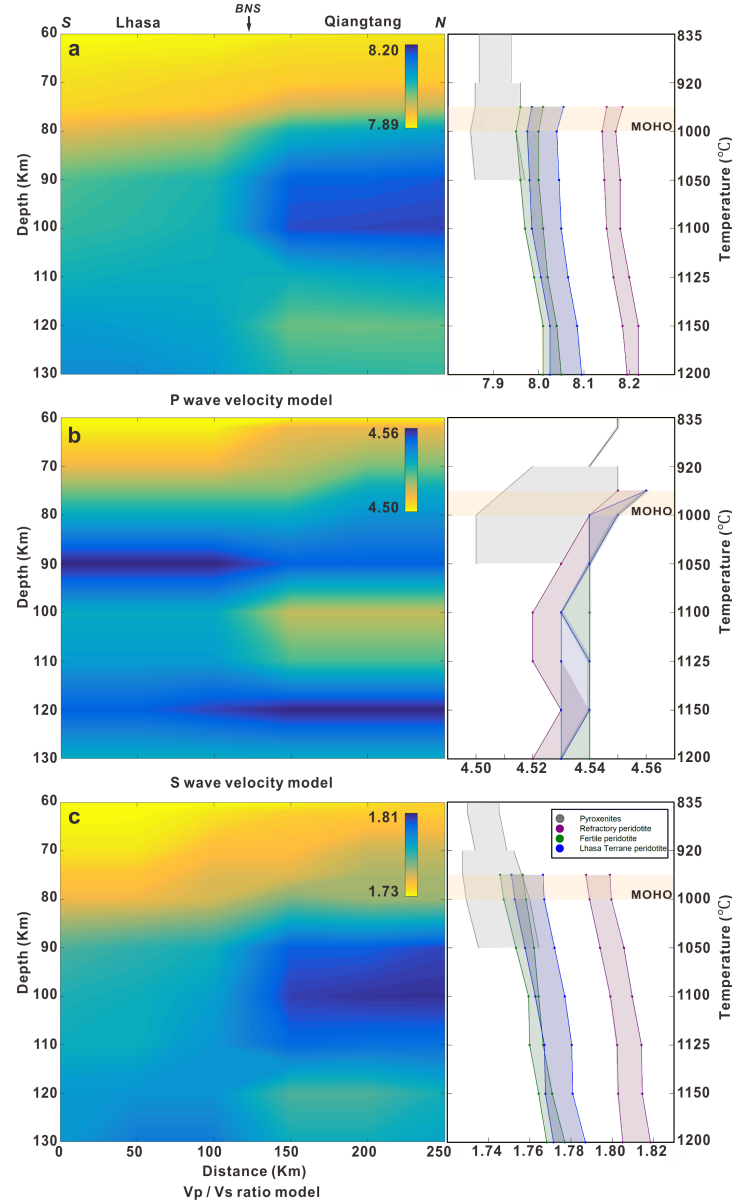 S Lhasa BNS Qiangtang N
a
8.20
7.89
60
70
80
90
100
110
120
130
Depth (Km)
P wave velocity model
835
920
MOHO
1000
1050
1100
1125
1150
1200
Temperature (°C)
7.9 8.0 8.1 8.2
b
4.56
4.50
60
70
80
90
100
110
120
130
Depth (Km)
S wave velocity model
835
920
MOHO
1000
1050
1100
1125
1150
1200
Temperature (°C)
4.50 4.52 4.54 4.56
c
1.81
1.73
60
70
80
90
100
110
120
130
Depth (Km)
0 50 100 150 200 250
Distance (Km)
Vp / Vs ratio model
Pyroxenites
Refractory peridotite
Fertile peridotite
Lhasa Terrane peridotite
835
920
MOHO
1000
1050
1100
1125
1150
1200
Temperature (°C)
1.74 1.76 1.78 1.80 1.82